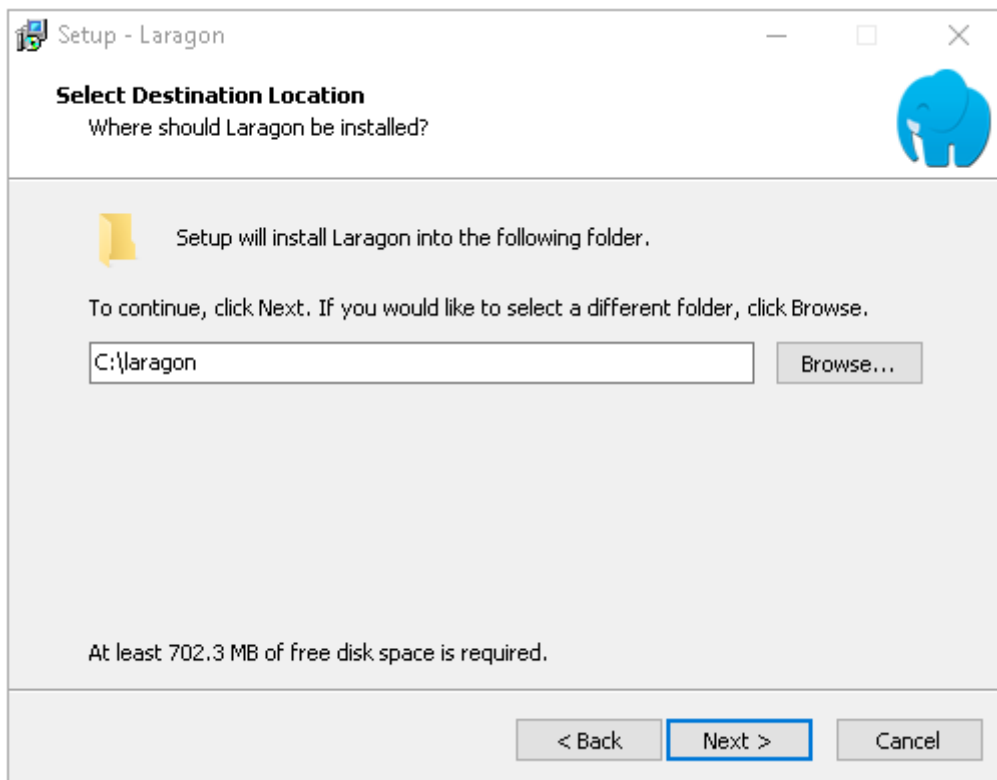 Setup - Laragon
Select Destination Location
Where should Laragon be installed?
Setup will install Laragon into the following folder.
To continue, click Next. If you would like to select a different folder, click Browse.
C:\laragon
Browse...
At least 702.3 MB of free disk space is required.
< Back
Next >
Cancel